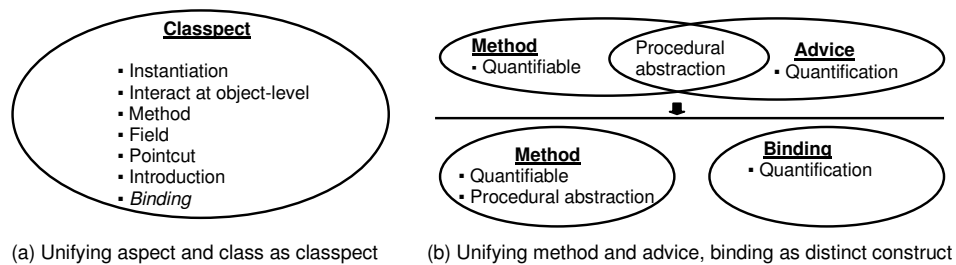 Classpect
▪ Instantiation
▪ Interact at object-level
▪ Method
▪ Field
▪ Pointcut
▪ Introduction
▪ Binding
(a) Unifying aspect and class as classpect
Method
▪ Quantifiable
Procedural
abstraction
Advice
▪ Quantification
Method
▪ Quantifiable
▪ Procedural abstraction
Binding
▪ Quantification
(b) Unifying method and advice, binding as distinct construct